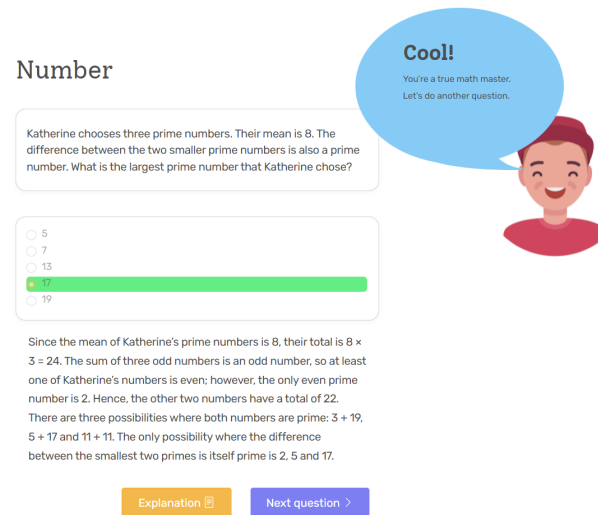 Number
Cool!
You're a true math master.
Let's do another question.
Katherine chooses three prime numbers. Their mean is 8. The
difference between the two smaller prime numbers is also a prime
number. What is the largest prime number that Katherine chose?
5
7
13
17
19
Since the mean of Katherine's prime numbers is 8, their total is 8 ×
3 = 24. The sum of three odd numbers is an odd number, so at least
one of Katherine's numbers is even; however, the only even prime
number is 2. Hence, the other two numbers have a total of 22.
There are three possibilities where both numbers are prime: 3 + 19,
5 + 17 and 11 + 11. The only possibility where the difference
between the smallest two primes is itself prime is 2, 5 and 17.
Explanation
Next question